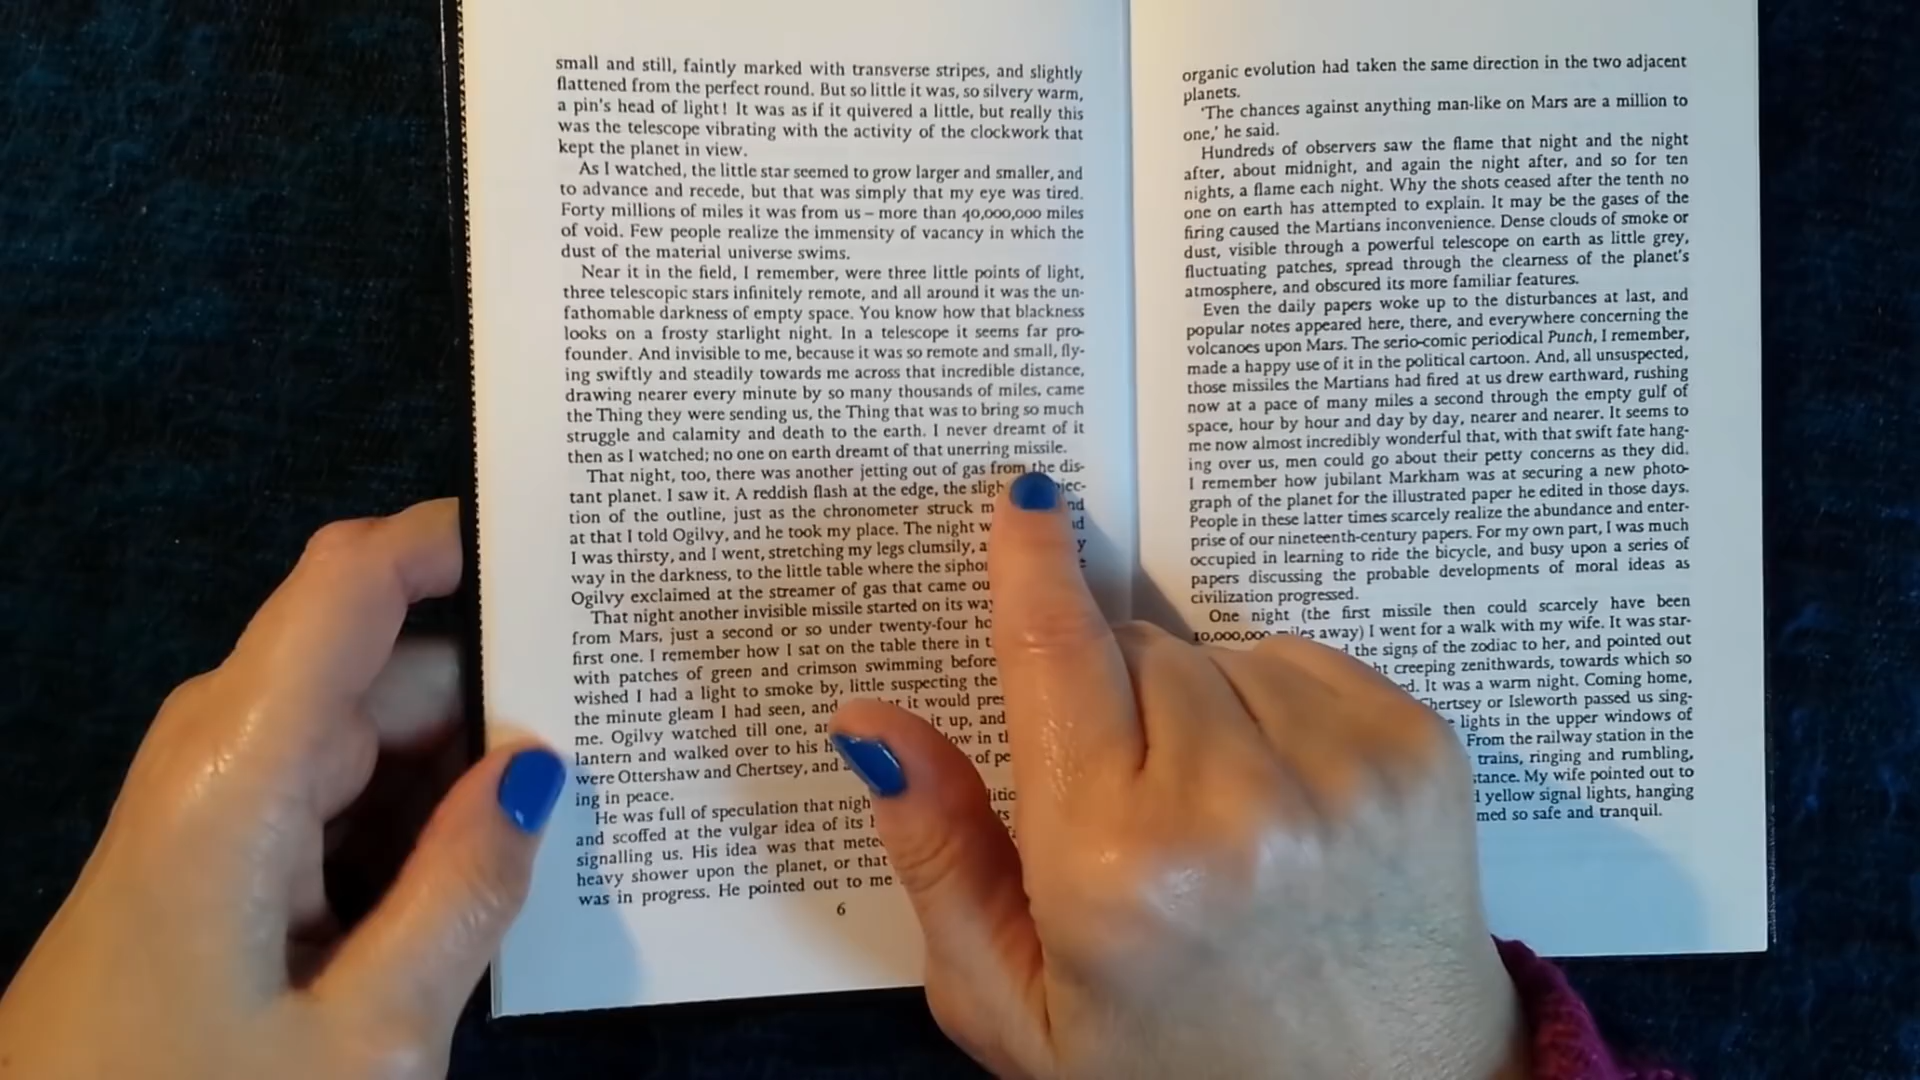 small and still, faintly marked with transverse stripes, and slightly
flattened from the perfect round. But so little it was, so silvery warm,
a pin's head of light! It was as if it quivered a little, but really this
was the telescope vibrating with the activity of the clockwork that
kept the planet in view.
As I watched, the little star seemed to grow larger and smaller, and
to advance and recede, but that was simply that my eye was tired.
Forty millions of miles it was from us – more than 40,000,000 miles
of void. Few people realize the immensity of vacancy in which the
dust of the material universe swims.
Near it in the field, I remember, were three little points of light,
three telescopic stars infinitely remote, and all around it was the un-
fathomable darkness of empty space. You know how that blackness
looks on a frosty starlight night. In a telescope it seems far pro-
founder. And invisible to me, because it was so remote and small, fly-
ing swiftly and steadily towards me across that incredible distance,
drawing nearer every minute by so many thousands of miles, came
the Thing they were sending us, the Thing that was to bring so much
struggle and calamity and death to the earth. I never dreamt of it
then as I watched; no one on earth dreamt of that unerring missile.
That night, too, there was another jetting out of gas from the dis-
tant planet. I saw it. A reddish flash at the edge, the
tion of the outline, just as the chronometer struck
at that I told Ogilvy, and he took my place. The night
I was thirsty, and I went, stretching my legs clumsily,
way in the darkness, to the little table where the
Ogilvy exclaimed at the streamer of gas that came
That night another invisible missile started on its
from Mars, just a second or so under twenty-four
first one. I remember how I sat on the table there in
with patches of green and crimson swimming before
wished I had a light to smoke by, little suspecting the
the minute gleam I had seen, and it would
me. Ogilvy watched till one, it up, and
lantern and walked over to his in
were Ottershaw and Chertsey, and of
ing in peace.
He was full of speculation that
and scoffed at the vulgar idea of its
signalling us. His idea was that
heavy shower upon the planet, or that
was in progress. He pointed out to me
6
organic evolution had taken the same direction in the two adjacent
planets.
'The chances against anything man-like on Mars are a million to
one,' he said.
Hundreds of observers saw the flame that night and the night
after, about midnight, and again the night after, and so for ten
nights, a flame each night. Why the shots ceased after the tenth no
one on earth has attempted to explain. It may be the gases of the
firing caused the Martians inconvenience. Dense clouds of smoke or
dust, visible through a powerful telescope on earth as little grey,
fluctuating patches, spread through the clearness of the planet's
atmosphere, and obscured its more familiar features.
Even the daily papers woke up to the disturbances at last, and
popular notes appeared here, there, and everywhere concerning the
volcanoes upon Mars. The serio-comic periodical Punch, I remember,
made a happy use of it in the political cartoon. And, all unsuspected,
those missiles the Martians had fired at us drew earthward, rushing
now at a pace of many miles a second through the empty gulf of
space, hour by hour and day by day, nearer and nearer. It seems to
me now almost incredibly wonderful that, with that swift fate hang-
ing over us, men could go about their petty concerns as they did.
I remember how jubilant Markham was at securing a new photo-
graph of the planet for the illustrated paper he edited in those days.
People in these latter times scarcely realize the abundance and enter-
prise of our nineteenth-century papers. For my own part, I was much
occupied in learning to ride the bicycle, and busy upon a series of
papers discussing the probable developments of moral ideas as
civilization progressed.
One night (the first missile then could scarcely have been
10,000,000 miles away) I went for a walk with my wife. It was star-
the signs of the zodiac to her, and pointed out
creeping zenithwards, towards which so
It was a warm night. Coming home,
Chertsey or Isleworth passed us sing-
lights in the upper windows of
From the railway station in the
trains, ringing and rumbling,
My wife pointed out to
yellow signal lights, hanging
so safe and tranquil.